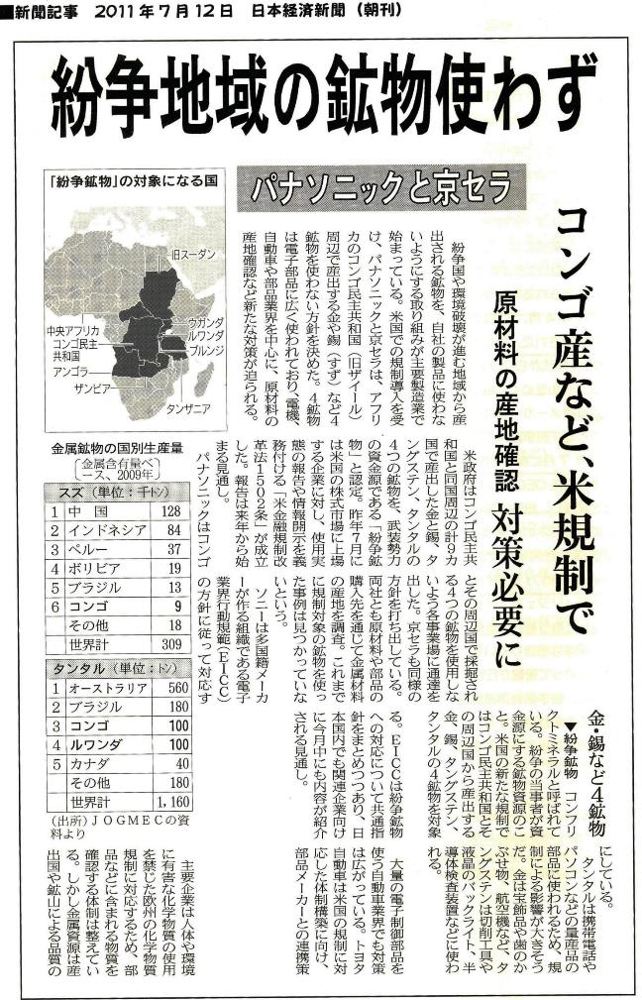 ■新聞記事　2011年7月12日　日本経済新聞（朝刊）
紛争地域の鉱物使わず
パナソニックと京セラ
コンゴ産など、米規制で
原材料の産地確認　対策必要に
「紛争鉱物」の対象になる国
旧スーダン
中央アフリカ
コンゴ民主
共和国
アンゴラ
ザンビア
ウガンダ
ルワンダ
ブルンジ
タンザニア
紛争国や環境破壊が進む地域から産
出される鉱物を、自社の製品に使わな
いようにする取り組みが主要製造業で
始まっている。米国での規制導入を受
け、パナソニックと京セラは、アフリ
カのコンゴ民主共和国（旧ザイール）
周辺で産出する金や錫（すず）など４
鉱物を使わない方針を決めた。４鉱物
は電子部品に広く使われており、電機、
自動車や部品業界を中心に、原材料の
産地確認など新たな対策が迫られる。
米政府はコンゴ民主共
和国と同国周辺の計９カ
国で産出した金と錫、タ
ングステン、タンタルの
４つの鉱物を、武装勢力
の資金源である「紛争鉱
物」と認定。昨年７月に
は米国の株式市場に上場
する企業に対し、使用実
態の報告や情報開示を義
務付ける「米金融規制改
革法１５０２条」が成立
した。報告は来年から始
まる見通し。
パナソニックはコンゴ
とその周辺国で採掘され
る４つの鉱物を使用しな
いよう各事業場に通達を
出した。京セラも同様の
方針を打ち出している。
両社とも原材料や部品の
購入先を通じて金属材料
の産地を調査。これまで
に規制対象の鉱物を使っ
た事例は見つかっていな
いという。
ソニーは多国籍メーカ
ーが作る組織である電子
業界行動規範（ＥＩＣＣ）
の方針に従って対応す
る。ＥＩＣＣは紛争鉱物
への対応について共通指
針をまとめつつあり、日
本国内でも関連企業向け
に今月中にも内容が紹介
される見通し。
大量の電子制御部品を
使う自動車業界でも対策
は広がっている。トヨタ
自動車は米国の規制に対
応した体制構築に向け、
部品メーカーとの連携策
主要企業は人体や環境
に有害な化学物質の使用
を禁じた欧州の化学物質
規制に対応するため、部
品などに含まれる物質を
確認する体制は整えてい
る。しかし金属資源は産
出国や鉱山による品質の
金属鉱物の国別生産量
〔金属含有量ベ
ース、2009年〕
スズ（単位：千㌧）
1 中　国 128
2 インドネシア 84
3 ペルー 37
4 ボリビア 19
5 ブラジル 13
6 コンゴ 9
その他 18
世界計 309
タンタル（単位：㌧）
1 オーストラリア 560
2 ブラジル 180
3 コンゴ 100
4 ルワンダ 100
5 カナダ 40
その他 180
世界計 1,160
（出所）ＪＯＧＭＥＣの資
料より
金・錫など４鉱物
▼紛争鉱物　コンフリ
クトミネラルと呼ばれて
いる。紛争の当事者が資
金源にする鉱物資源のこ
と。米国の新たな規制で
はコンゴ民主共和国とそ
の周辺国から産出する
金、錫、タングステン、
タンタルの４鉱物を対象
にしている。
タンタルは携帯電話や
パソコンなどの量産品の
部品に使われるため、規
制による影響が大きそう
だ。金は宝飾品や歯のか
ぶせ物、航空機など、タ
ングステンは切削工具や
液晶のバックライト、半
導体検査装置などに使わ
れる。